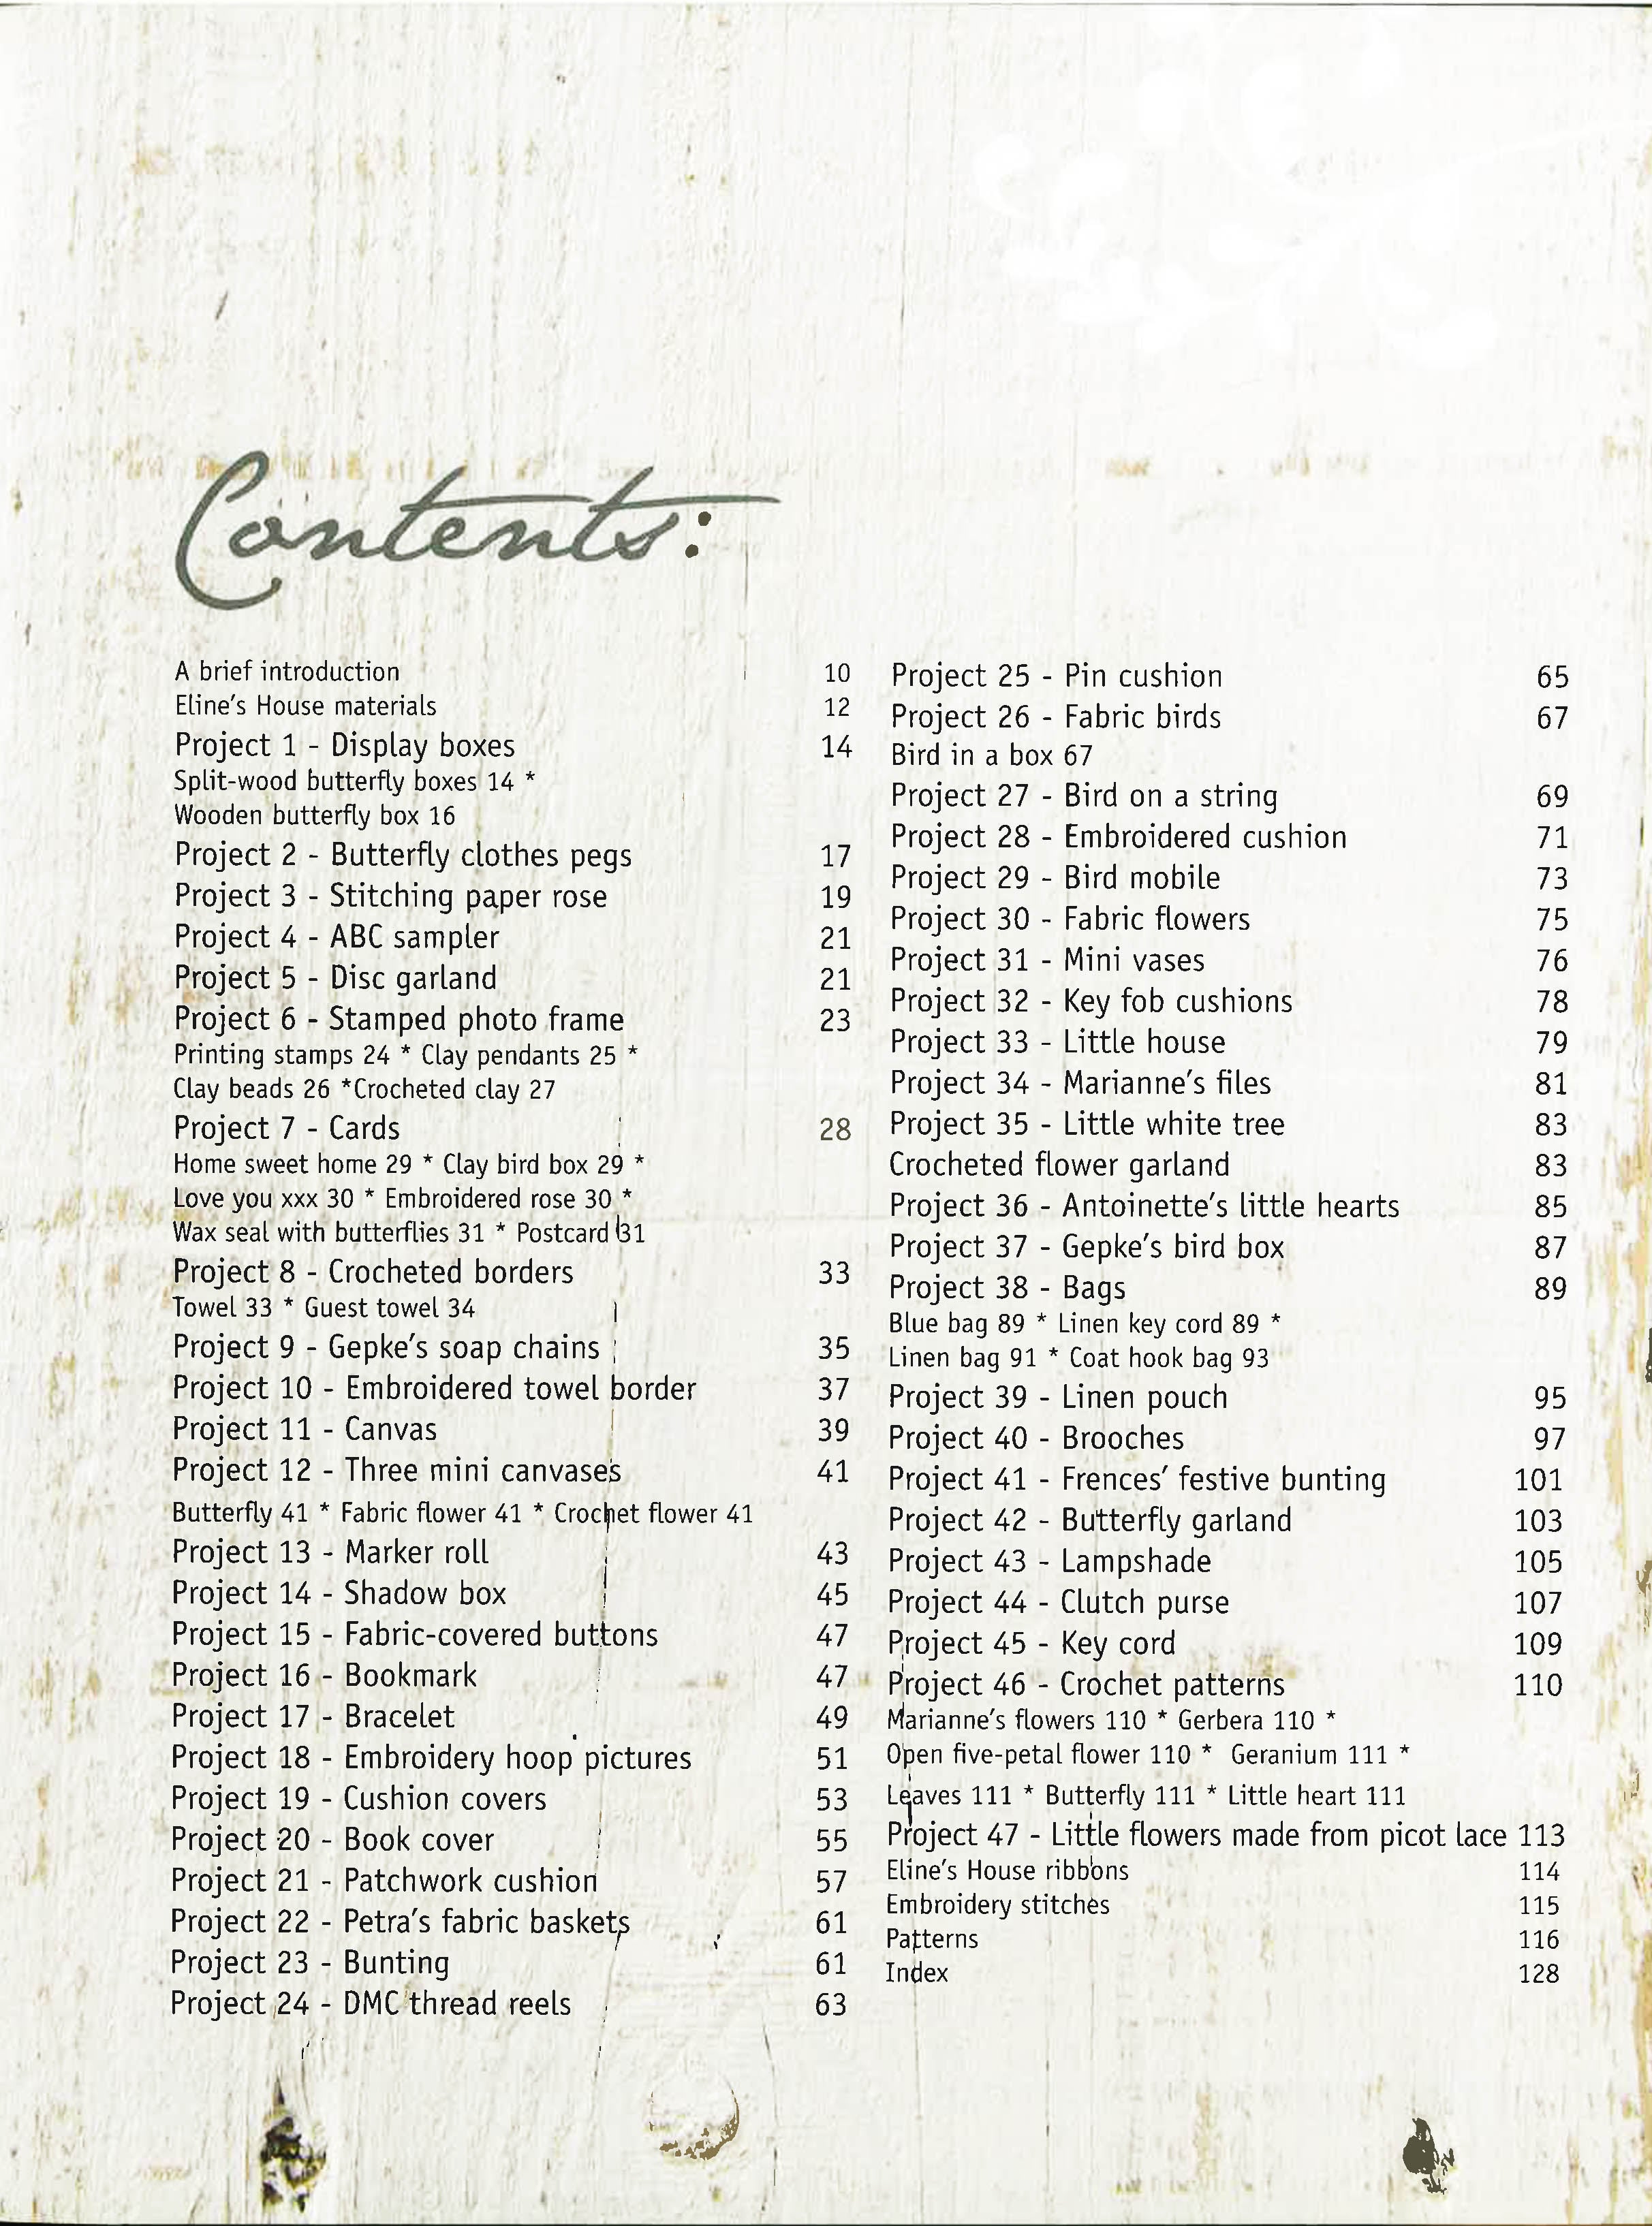 Contents:
A brief introduction 10
Eline's House materials 12
Project 1 - Display boxes 14
Split-wood butterfly boxes 14 *
Wooden butterfly box 16
Project 2 - Butterfly clothes pegs 17
Project 3 - Stitching paper rose 19
Project 4 - ABC sampler 21
Project 5 - Disc garland 21
Project 6 - Stamped photo frame 23
Printing stamps 24 * Clay pendants 25 *
Clay beads 26 *Crocheted clay 27
Project 7 - Cards 28
Home sweet home 29 * Clay bird box 29 *
Love you xxx 30 * Embroidered rose 30 *
Wax seal with butterflies 31 * Postcard 31
Project 8 - Crocheted borders 33
Towel 33 * Guest towel 34
Project 9 - Gepke's soap chains 35
Project 10 - Embroidered towel border 37
Project 11 - Canvas 39
Project 12 - Three mini canvases 41
Butterfly 41 * Fabric flower 41 * Crochet flower 41
Project 13 - Marker roll 43
Project 14 - Shadow box 45
Project 15 - Fabric-covered buttons 47
Project 16 - Bookmark 47
Project 17 - Bracelet 49
Project 18 - Embroidery hoop pictures 51
Project 19 - Cushion covers 53
Project 20 - Book cover 55
Project 21 - Patchwork cushion 57
Project 22 - Petra's fabric baskets 61
Project 23 - Bunting 61
Project 24 - DMC thread reels 63
Project 25 - Pin cushion 65
Project 26 - Fabric birds 67
Bird in a box 67
Project 27 - Bird on a string 69
Project 28 - Embroidered cushion 71
Project 29 - Bird mobile 73
Project 30 - Fabric flowers 75
Project 31 - Mini vases 76
Project 32 - Key fob cushions 78
Project 33 - Little house 79
Project 34 - Marianne's files 81
Project 35 - Little white tree 83
Crocheted flower garland 83
Project 36 - Antoinette's little hearts 85
Project 37 - Gepke's bird box 87
Project 38 - Bags 89
Blue bag 89 * Linen key cord 89 *
Linen bag 91 * Coat hook bag 93
Project 39 - Linen pouch 95
Project 40 - Brooches 97
Project 41 - Frences' festive bunting 101
Project 42 - Butterfly garland 103
Project 43 - Lampshade 105
Project 44 - Clutch purse 107
Project 45 - Key cord 109
Project 46 - Crochet patterns 110
Marianne's flowers 110 * Gerbera 110 *
Open five-petal flower 110 * Geranium 111 *
Leaves 111 * Butterfly 111 * Little heart 111
Project 47 - Little flowers made from picot lace 113
Eline's House ribbons 114
Embroidery stitches 115
Patterns 116
Index 128